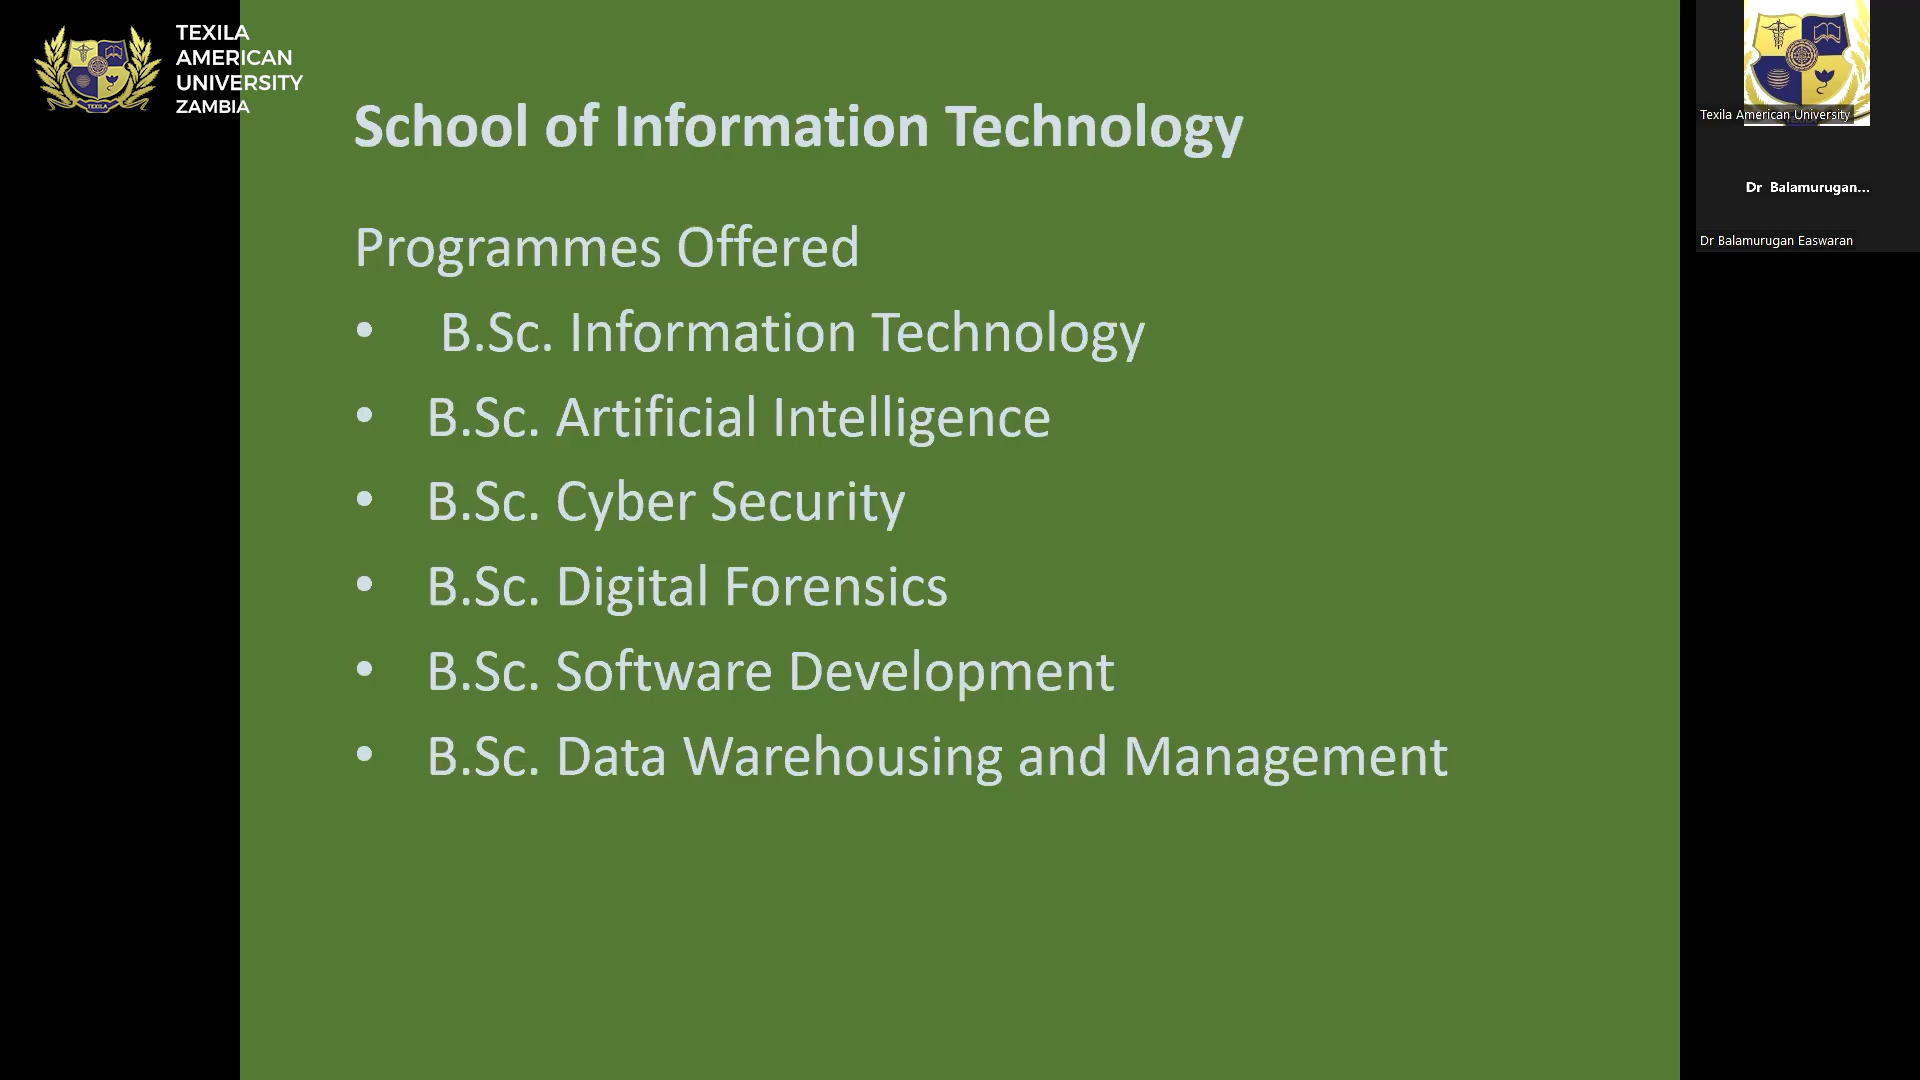 TEXILA
AMERICAN
UNIVERSITY
ZAMBIA
School of Information Technology
Programmes Offered
• B.Sc. Information Technology
• B.Sc. Artificial Intelligence
• B.Sc. Cyber Security
• B.Sc. Digital Forensics
• B.Sc. Software Development
• B.Sc. Data Warehousing and Management
TEXILA
Texila American University
Dr Balamurugan...
Dr Balamurugan Easwaran